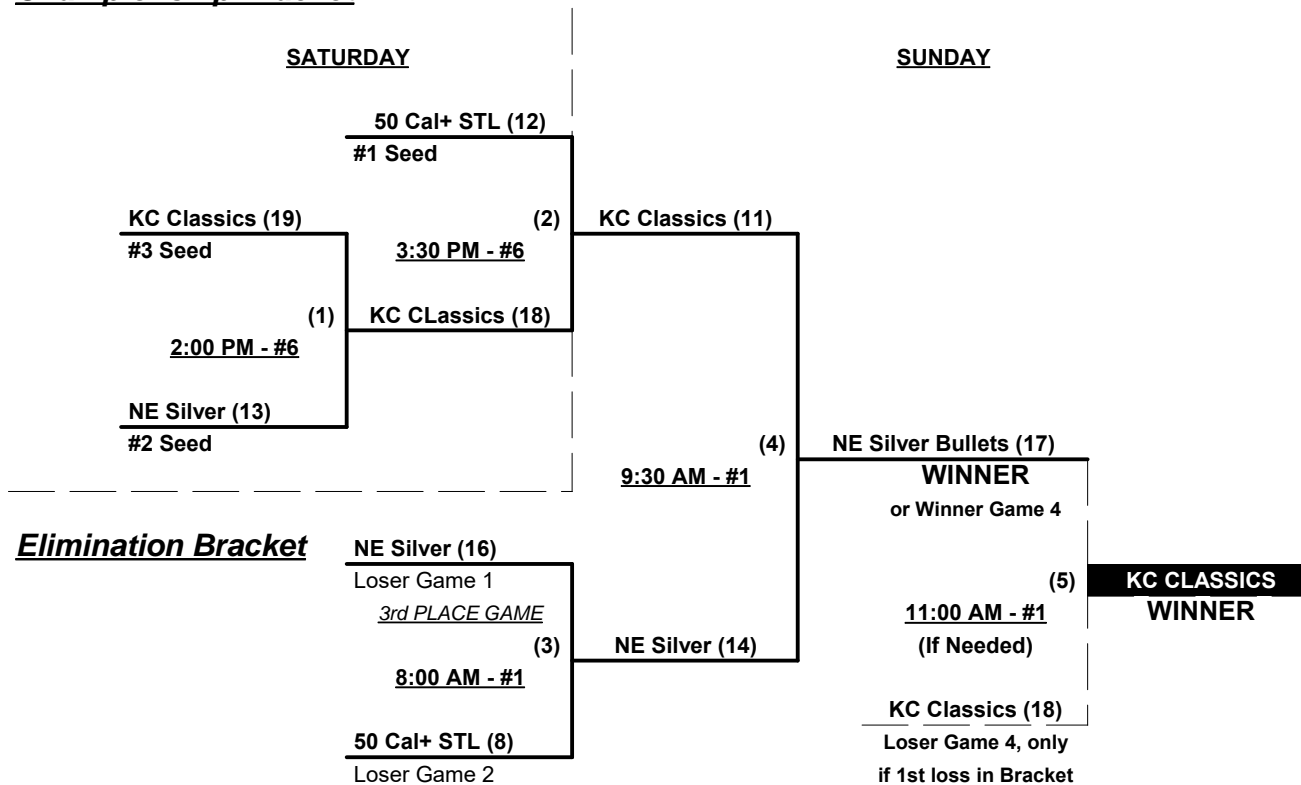 SATURDAY
SUNDAY
50 Cal+ STL (12)
#1 Seed
KC Classics (19)
(2)
KC Classics (11)
#3 Seed
3:30 PM - #6
(1)
KC CLassics (18)
2:00 PM - #6
NE Silver (13)
#2 Seed
(4)
NE Silver Bullets (17)
9:30 AM - #1
WINNER
or Winner Game 4
Elimination Bracket
NE Silver (16)
Loser Game 1
(5)
KC CLASSICS
3rd PLACE GAME
11:00 AM - #1
WINNER
(3)
NE Silver (14)
(If Needed)
8:00 AM - #1
KC Classics (18)
50 Cal+ STL (8)
Loser Game 4, only
Loser Game 2
if 1st loss in Bracket